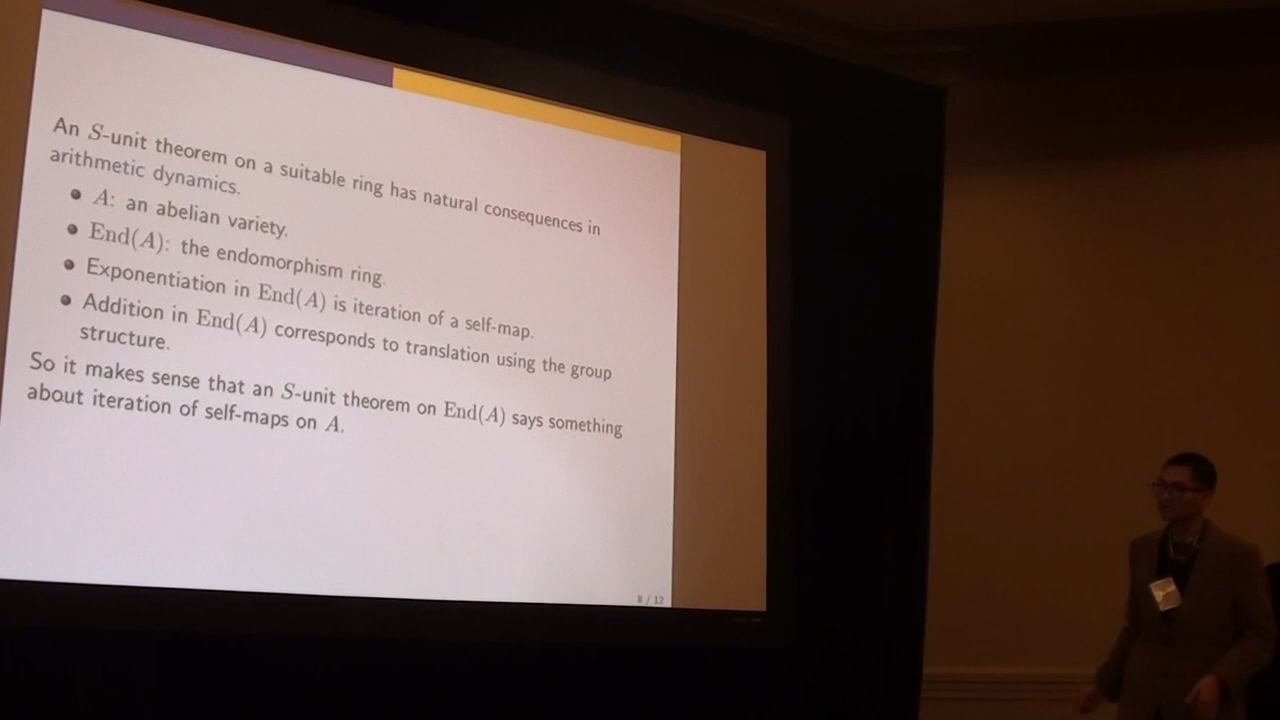 An S-unit theorem on a suitable ring has natural consequences in
arithmetic dynamics.
• A: an abelian variety.
• End(A): the endomorphism ring.
• Exponentiation in End(A) is iteration of a self-map.
• Addition in End(A) corresponds to translation using the group
structure.
So it makes sense that an S-unit theorem on End(A) says something
about iteration of self-maps on A.
8 / 12